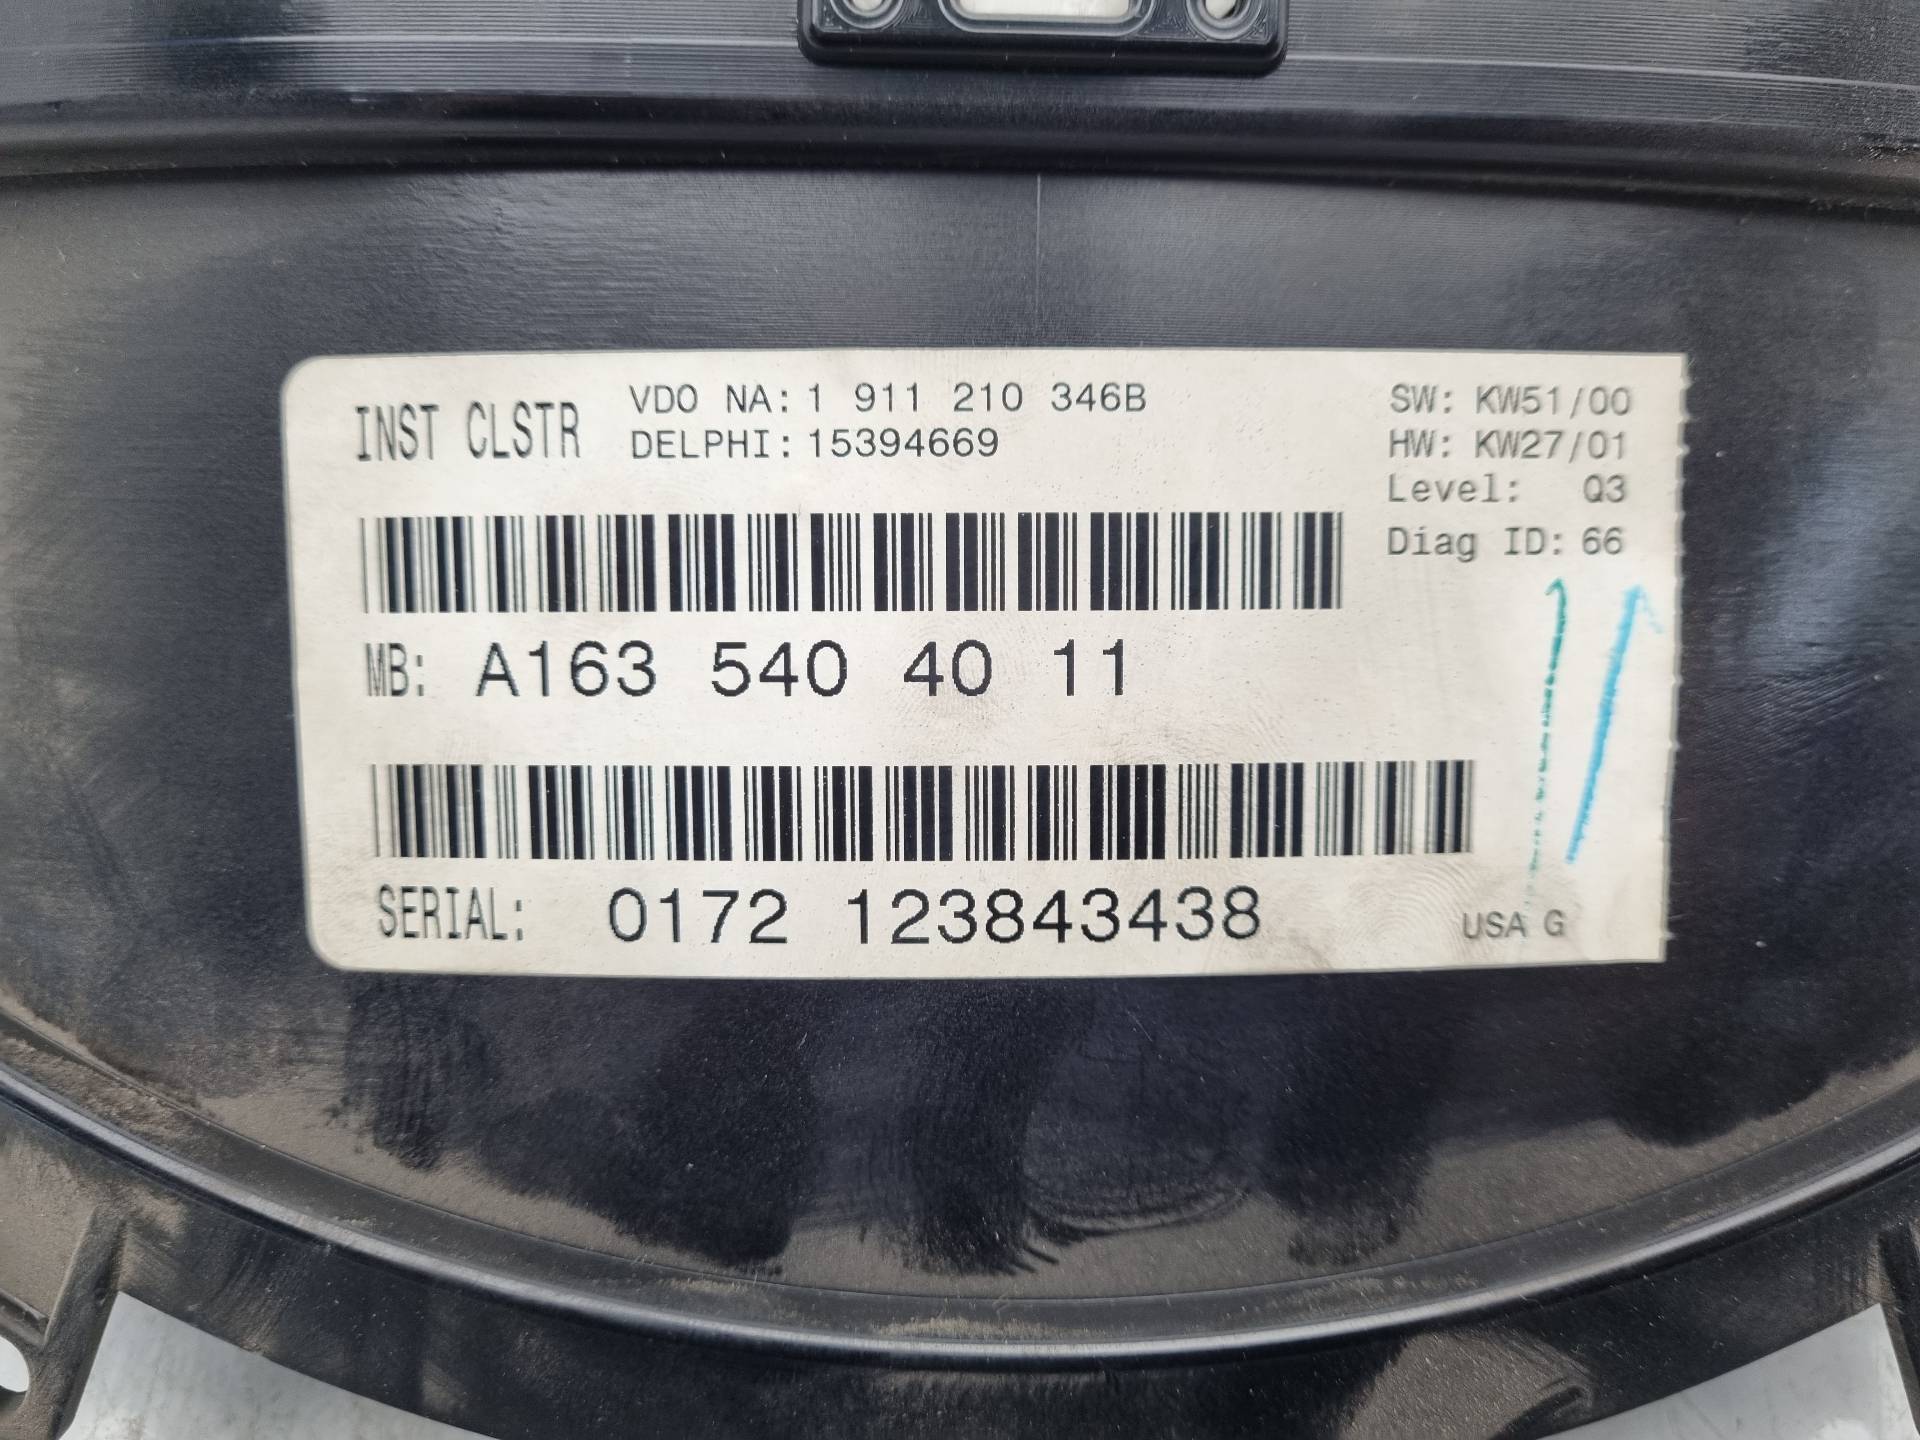 INST CLSTR
VDO NA: 1 911 210 346B
DELPHI: 15394669
SW: KW51/00
HW: KW27/01
Level: Q3
Diag ID: 66
MB: A163 540 40 11
SERIAL: 0172 123843438
USA G